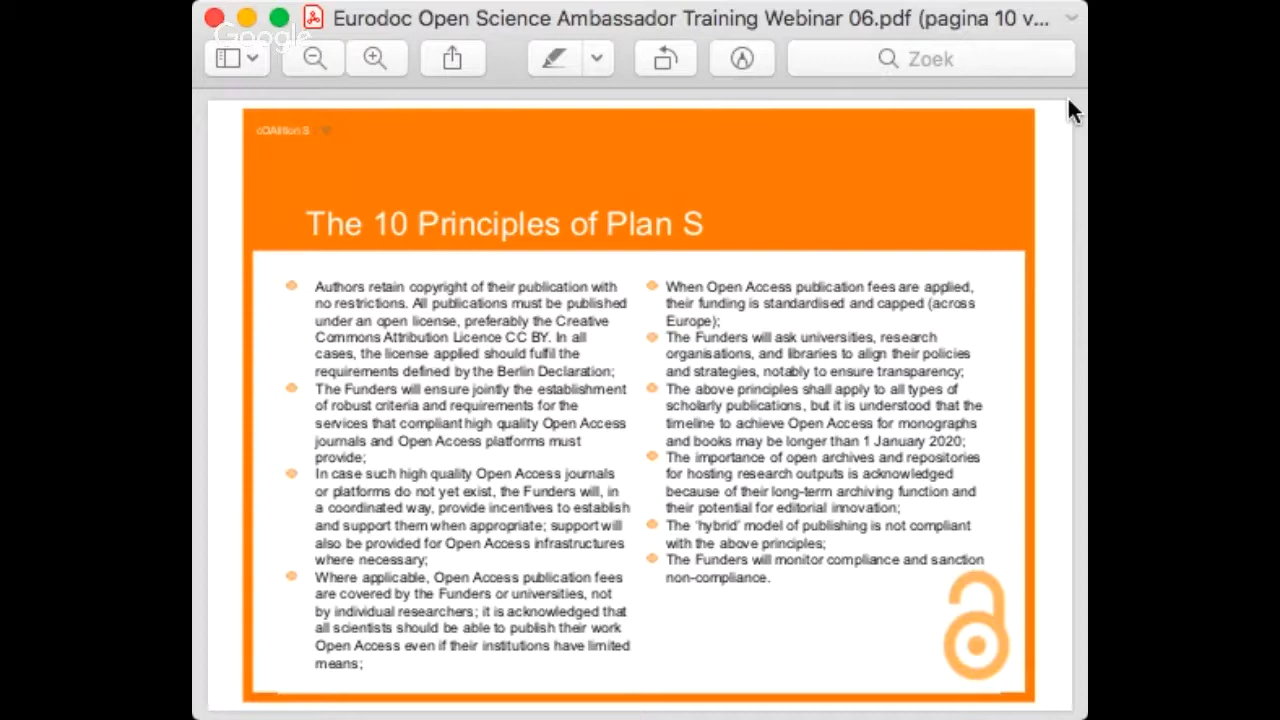 Eurodoc Open Science Ambassador Training Webinar 06.pdf (pagina 10 v...
Google
Zoek
cOAlition S
The 10 Principles of Plan S
Authors retain copyright of their publication with
no restrictions. All publications must be published
under an open license, preferably the Creative
Commons Attribution Licence CC BY. In all
cases, the license applied should fulfil the
requirements defined by the Berlin Declaration;
The Funders will ensure jointly the establishment
of robust criteria and requirements for the
services that compliant high quality Open Access
journals and Open Access platforms must
provide;
In case such high quality Open Access journals
or platforms do not yet exist, the Funders will, in
a coordinated way, provide incentives to establish
and support them when appropriate; support will
also be provided for Open Access infrastructures
where necessary;
Where applicable, Open Access publication fees
are covered by the Funders or universities, not
by individual researchers; it is acknowledged that
all scientists should be able to publish their work
Open Access even if their institutions have limited
means;
When Open Access publication fees are applied,
their funding is standardised and capped (across
Europe);
The Funders will ask universities, research
organisations, and libraries to align their policies
and strategies, notably to ensure transparency;
The above principles shall apply to all types of
scholarly publications, but it is understood that the
timeline to achieve Open Access for monographs
and books may be longer than 1 January 2020;
The importance of open archives and repositories
for hosting research outputs is acknowledged
because of their long-term archiving function and
their potential for editorial innovation;
The 'hybrid' model of publishing is not compliant
with the above principles;
The Funders will monitor compliance and sanction
non-compliance.